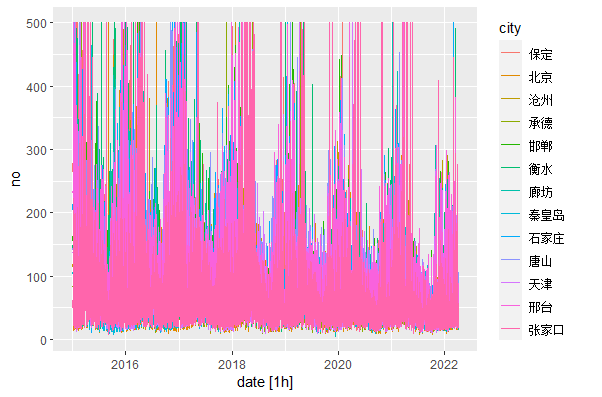 500
400
300
200
100
0
no
2016
2018
2020
2022
date [1h]
city
保定
北京
沧州
承德
邯郸
衡水
廊坊
秦皇岛
石家庄
唐山
天津
邢台
张家口